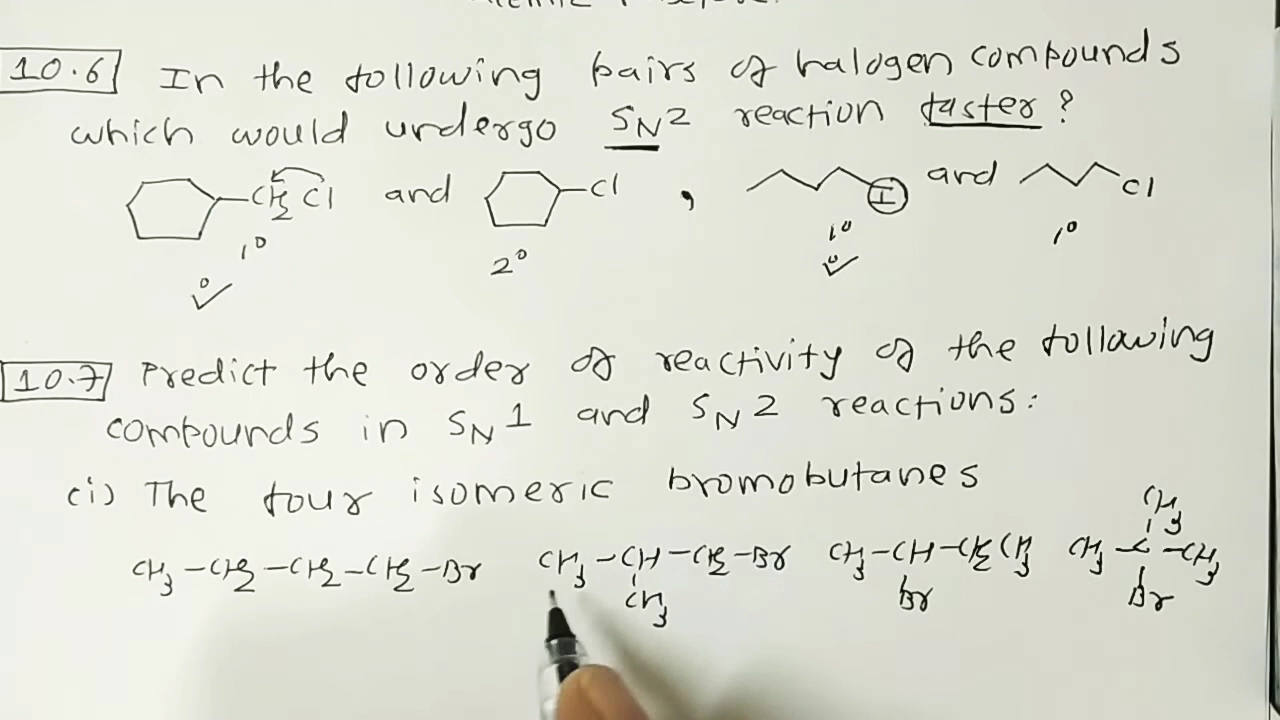 10.6 In the following pairs of halogen compounds
which would undergo SN2 reaction faster?
CH2Cl and Cl , I and Cl
1° 2° 1° 1°
10.7 Predict the order of reactivity of the following
compounds in SN1 and SN2 reactions:
(i) The four isomeric bromobutanes
CH3-CH2-CH2-CH2-Br CH3-CH-CH2-Br CH3-CH-CH2CH3 CH3-C-CH3
CH3 Br CH3 Br